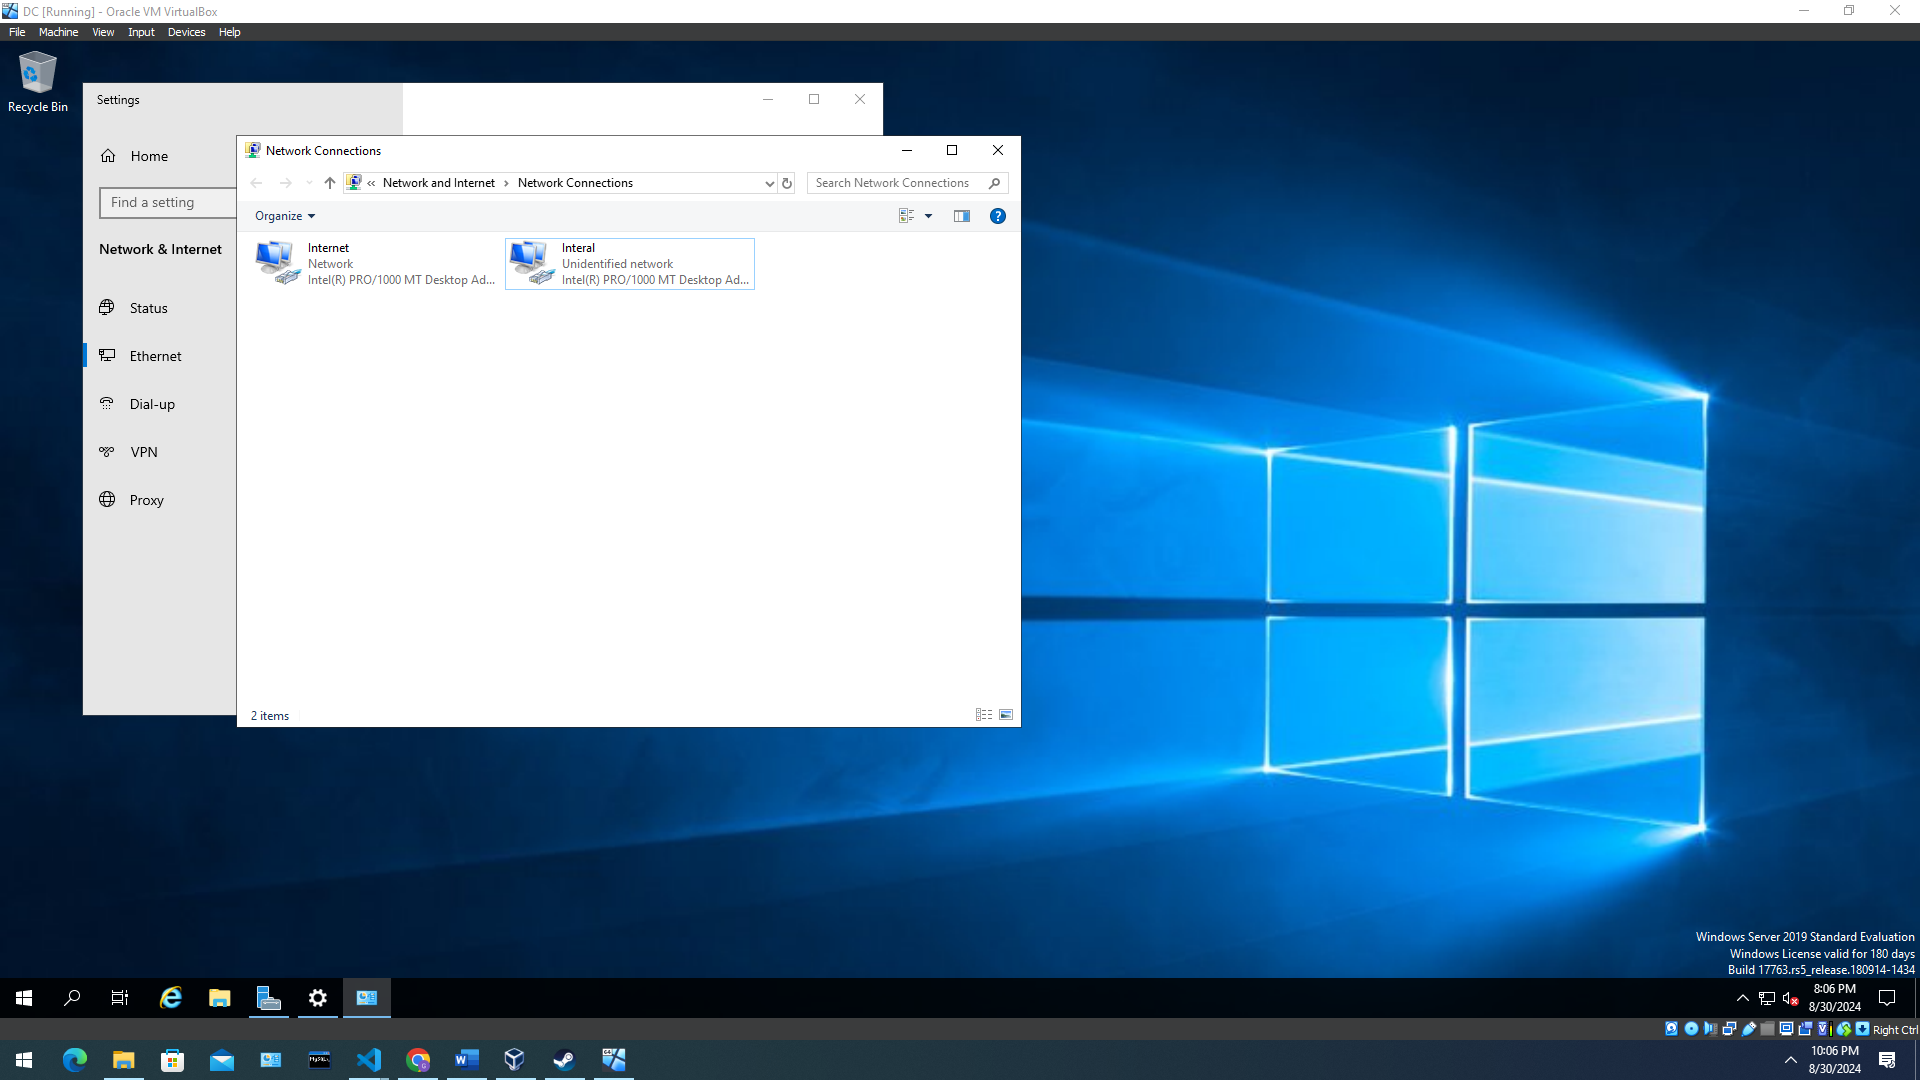 DC [Running] - Oracle VM VirtualBox
File Machine View Input Devices Help
Recycle Bin
Settings
Home
Find a setting
Network & Internet
Status
Ethernet
Dial-up
VPN
Proxy
Network Connections
« Network and Internet › Network Connections
Search Network Connections
Organize
Internet
Network
Intel(R) PRO/1000 MT Desktop Ad...
Interal
Unidentified network
Intel(R) PRO/1000 MT Desktop Ad...
2 items
Windows Server 2019 Standard Evaluation
Windows License valid for 180 days
Build 17763.rs5_release.180914-1434
8:06 PM
8/30/2024
Right Ctrl
10:06 PM
8/30/2024